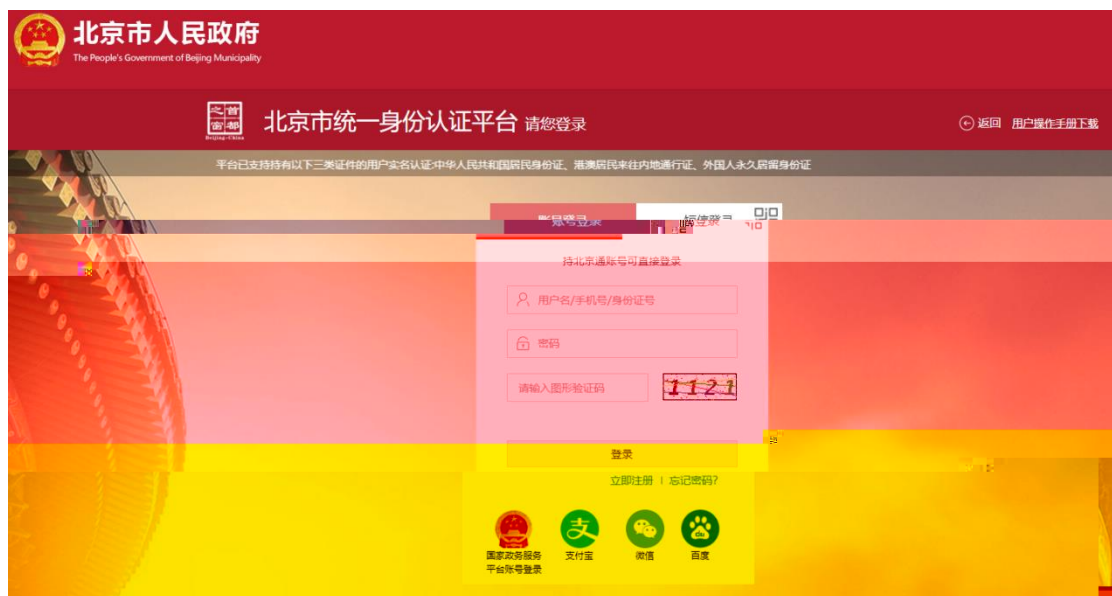 北京市人民政府
The People's Government of Beijing Municipality
首都之窗
Beijing-China
北京市统一身份认证平台 请您登录
返回 用户操作手册下载
平台已支持持有以下三类证件的用户实名认证:中华人民共和国居民身份证、港澳居民来往内地通行证、外国人永久居留身份证
账号登录 短信登录
持北京通账号可直接登录
用户名/手机号/身份证号
密码
请输入图形验证码 1121
登录
立即注册 | 忘记密码?
国家政务服务 支付宝 微信 百度
平台账号登录